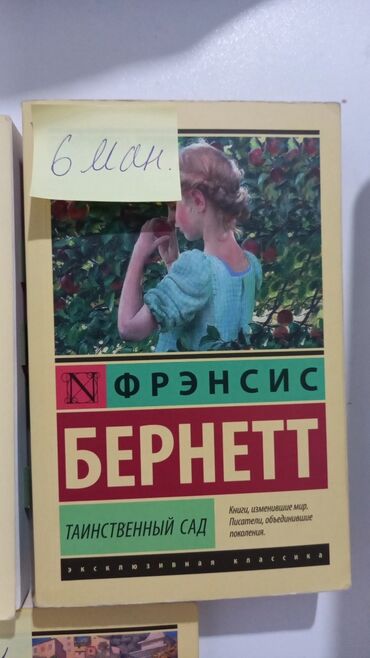 6 ман.
N
ФРЭНСИС
БЕРНЕТТ
ТАИНСТВЕННЫЙ САД
Книги, изменившие мир.
Писатели, объединившие
поколения.
эксклюзивная классика